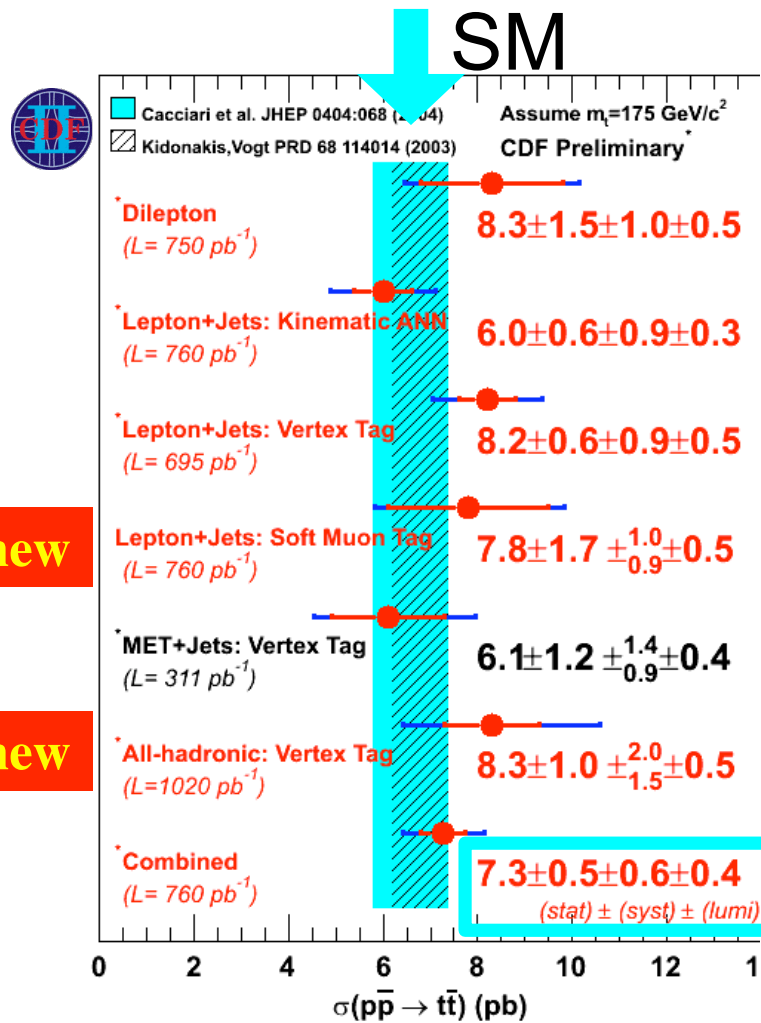 SM
CDF II
Cacciari et al. JHEP 0404:068 (2004)
Assume mₜ=175 GeV/c²
Kidonakis,Vogt PRD 68 114014 (2003)
CDF Preliminary*
*Dilepton
8.3±1.5±1.0±0.5
(L= 750 pb⁻¹)
*Lepton+Jets: Kinematic ANN
6.0±0.6±0.9±0.3
(L= 760 pb⁻¹)
*Lepton+Jets: Vertex Tag
8.2±0.6±0.9±0.5
(L= 695 pb⁻¹)
new
Lepton+Jets: Soft Muon Tag
7.8±1.7 ±1.0 0.9±0.5
(L= 760 pb⁻¹)
*MET+Jets: Vertex Tag
6.1±1.2 ±1.4 0.9±0.4
(L= 311 pb⁻¹)
new
*All-hadronic: Vertex Tag
8.3±1.0 ±2.0 1.5±0.5
(L=1020 pb⁻¹)
*Combined
7.3±0.5±0.6±0.4
(L= 760 pb⁻¹)
(stat) ± (syst) ± (lumi)
0 2 4 6 8 10 12
σ(pp̅ → tt̅) (pb)